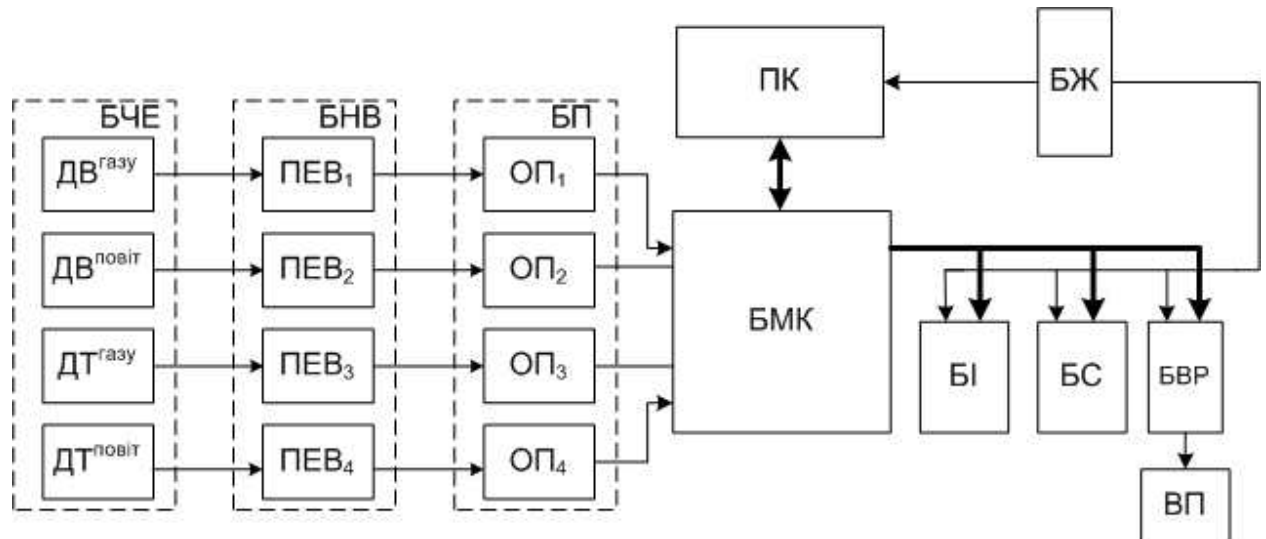 БЧЕ
БНВ
БП
ПК
БЖ
ДВгазу
ПЕВ1
ОП1
ДВповіт
ПЕВ2
ОП2
БМК
ДТгазу
ПЕВ3
ОП3
БІ
БС
БВР
ДТповіт
ПЕВ4
ОП4
ВП